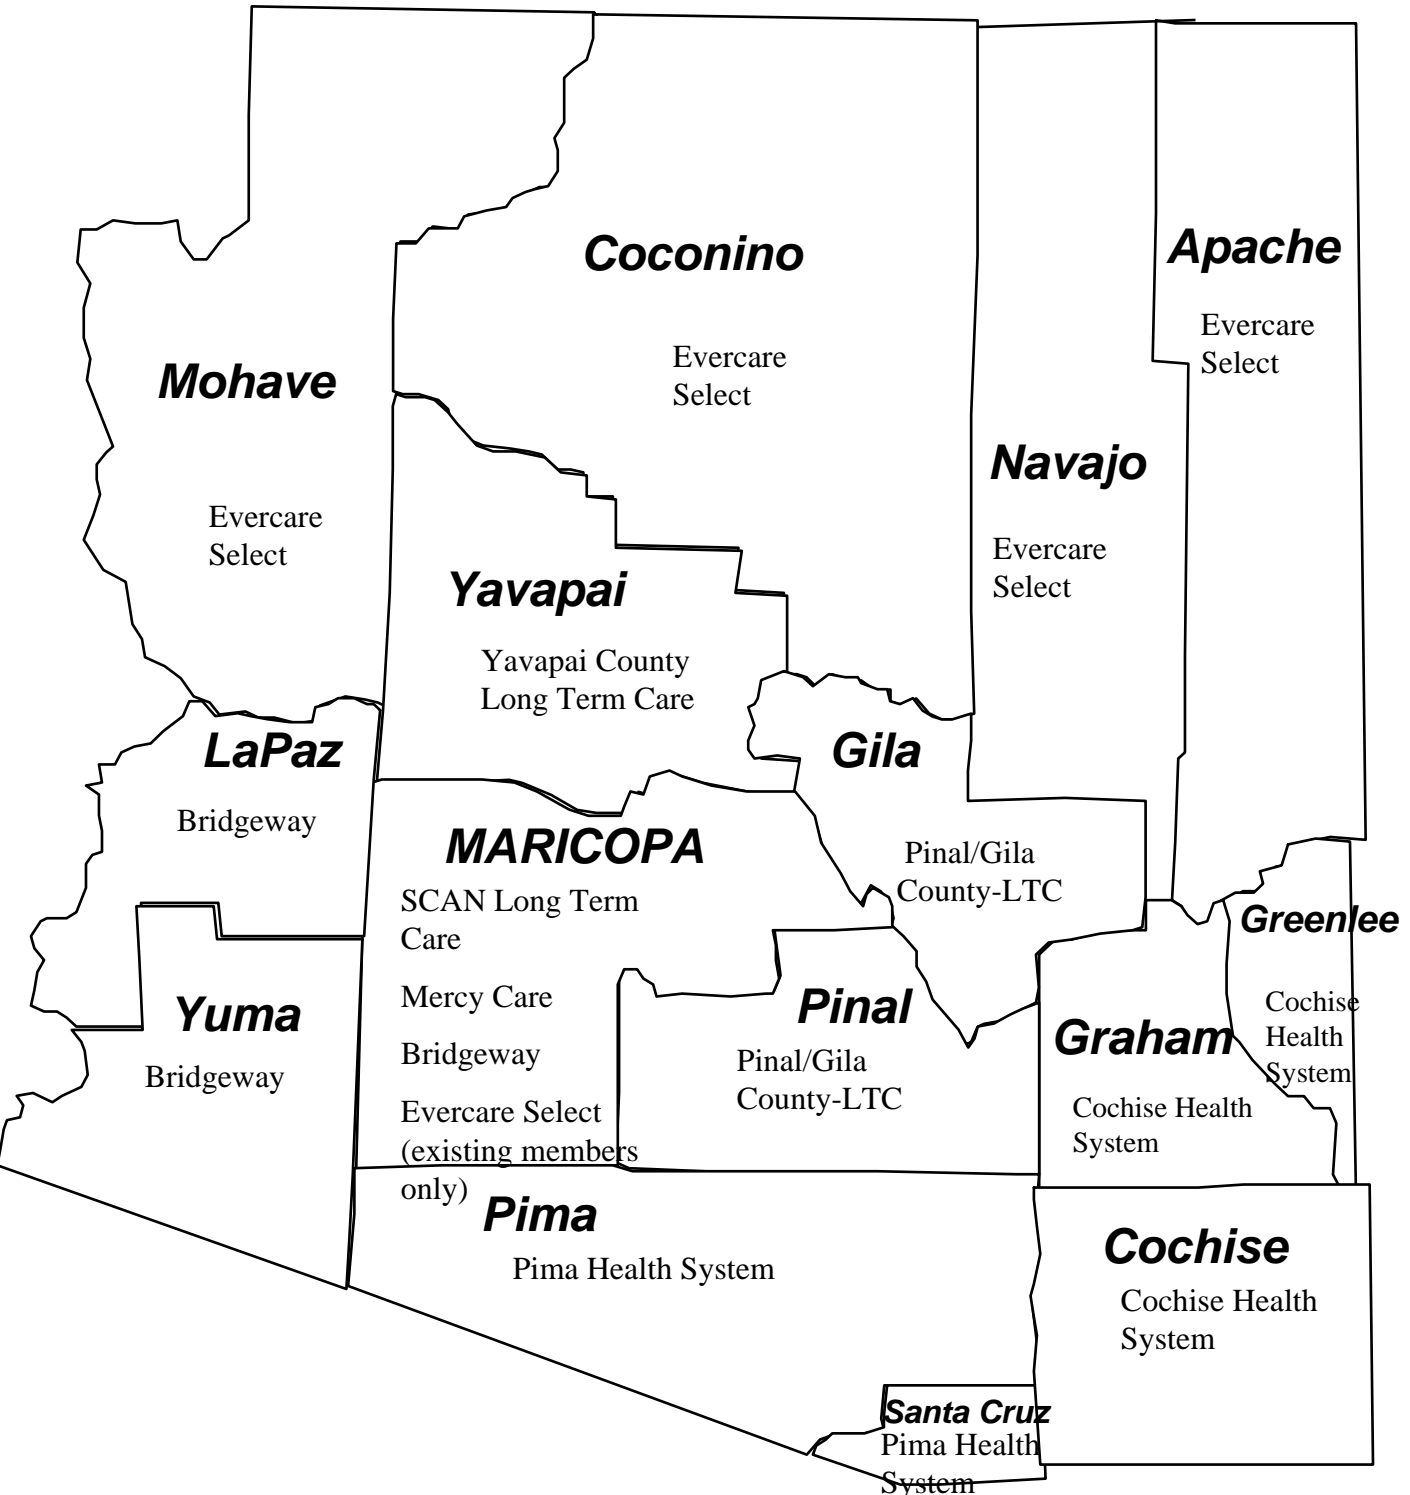 Coconino
Evercare
Select
Apache
Evercare
Select
Mohave
Evercare
Select
Navajo
Evercare
Select
Yavapai
Yavapai County
Long Term Care
LaPaz
Bridgeway
Gila
Pinal/Gila
County-LTC
MARICOPA
SCAN Long Term
Care
Mercy Care
Bridgeway
Evercare Select
(existing members
only)
Greenlee
Cochise
Health
System
Yuma
Bridgeway
Pinal
Pinal/Gila
County-LTC
Graham
Cochise Health
System
Pima
Pima Health System
Cochise
Cochise Health
System
Santa Cruz
Pima Health
System